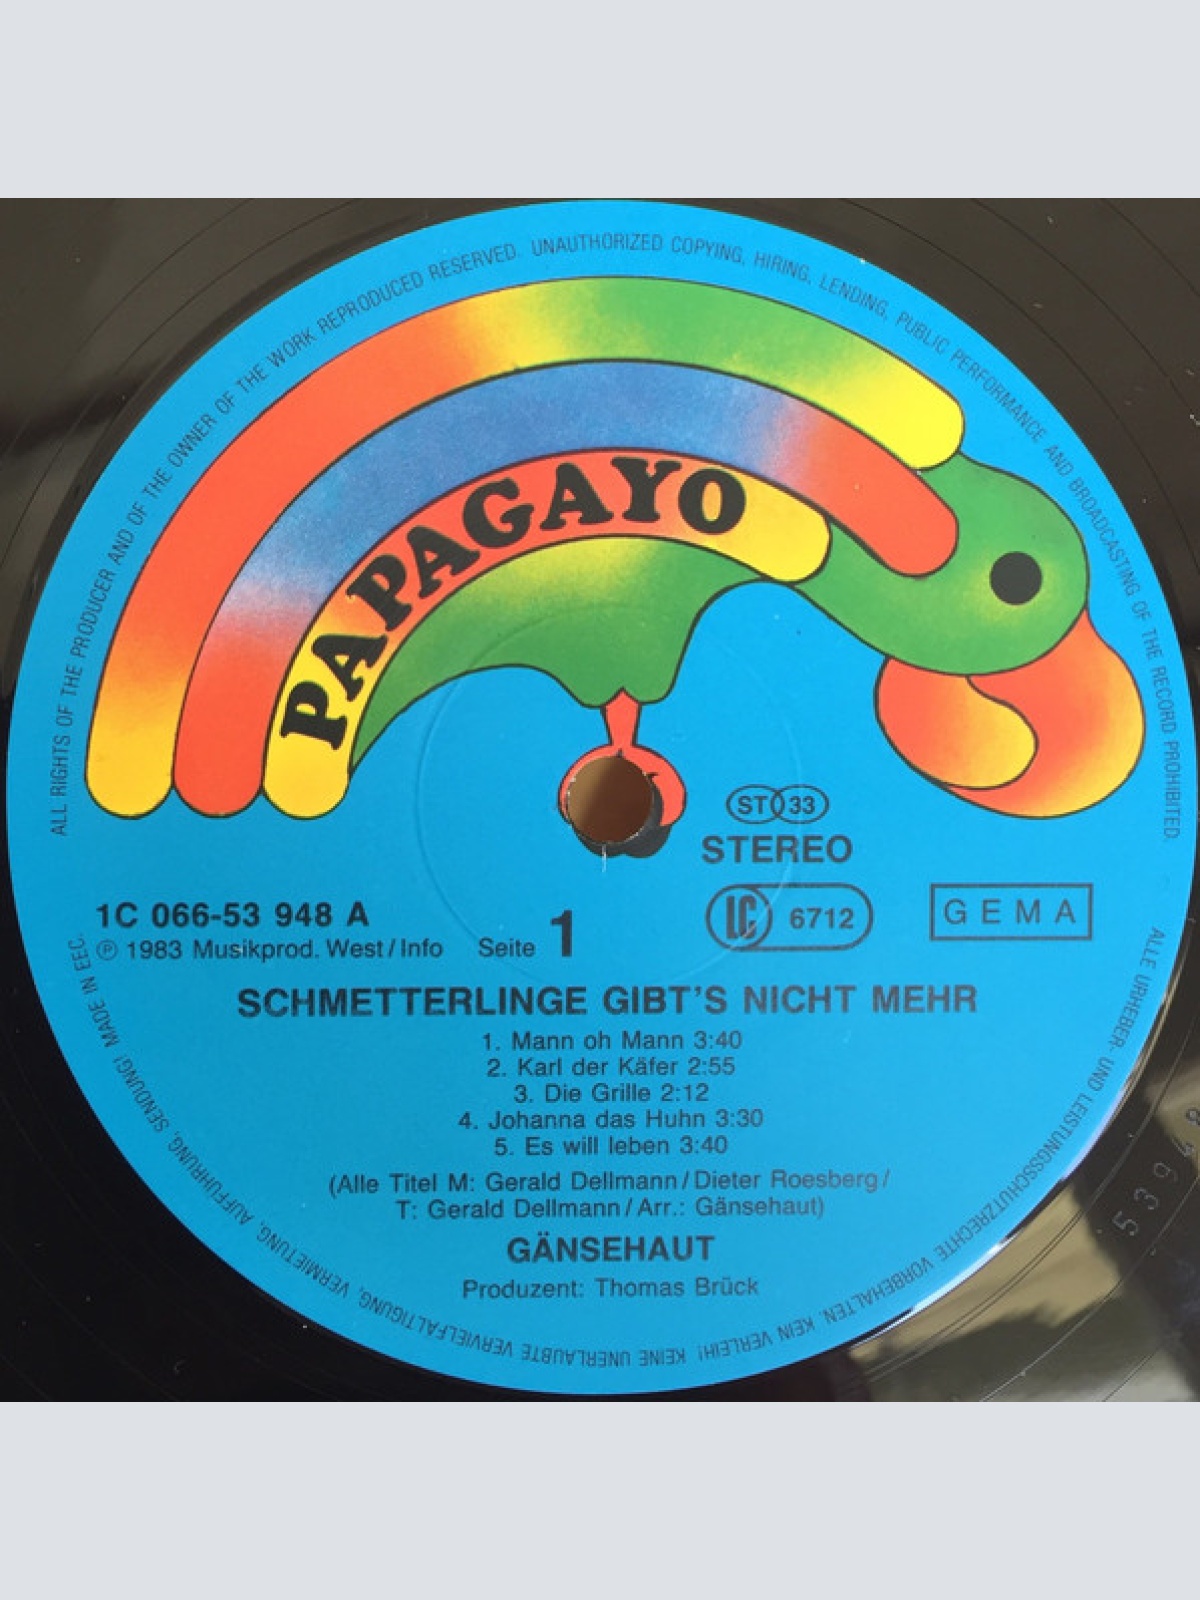 ALL RIGHTS OF THE PRODUCER AND OF THE OWNER OF THE WORK REPRODUCED RESERVED. UNAUTHORIZED COPYING, HIRING, LENDING, PUBLIC PERFORMANCE AND BROADCASTING OF THE RECORD PROHIBITED.
PAPAGAYO
ST 33
STEREO
1C 066-53 948 A
℗ 1983 Musikprod. West/Info
Seite 1
LC 6712
GEMA
SCHMETTERLINGE GIBT'S NICHT MEHR
1. Mann oh Mann 3:40
2. Karl der Käfer 2:55
3. Die Grille 2:12
4. Johanna das Huhn 3:30
5. Es will leben 3:40
(Alle Titel M: Gerald Dellmann/Dieter Roesberg/
T: Gerald Dellmann/Arr.: Gänsehaut)
GÄNSEHAUT
Produzent: Thomas Brück
ALLE URHEBER- UND LEISTUNGSSCHUTZRECHTE VORBEHALTEN. KEIN VERLEIH! KEINE UNERLAUBTE VERVIELFALTIGUNG, VERMIETUNG, AUFFUHRUNG, SENDUNG! MADE IN EEC.
53948